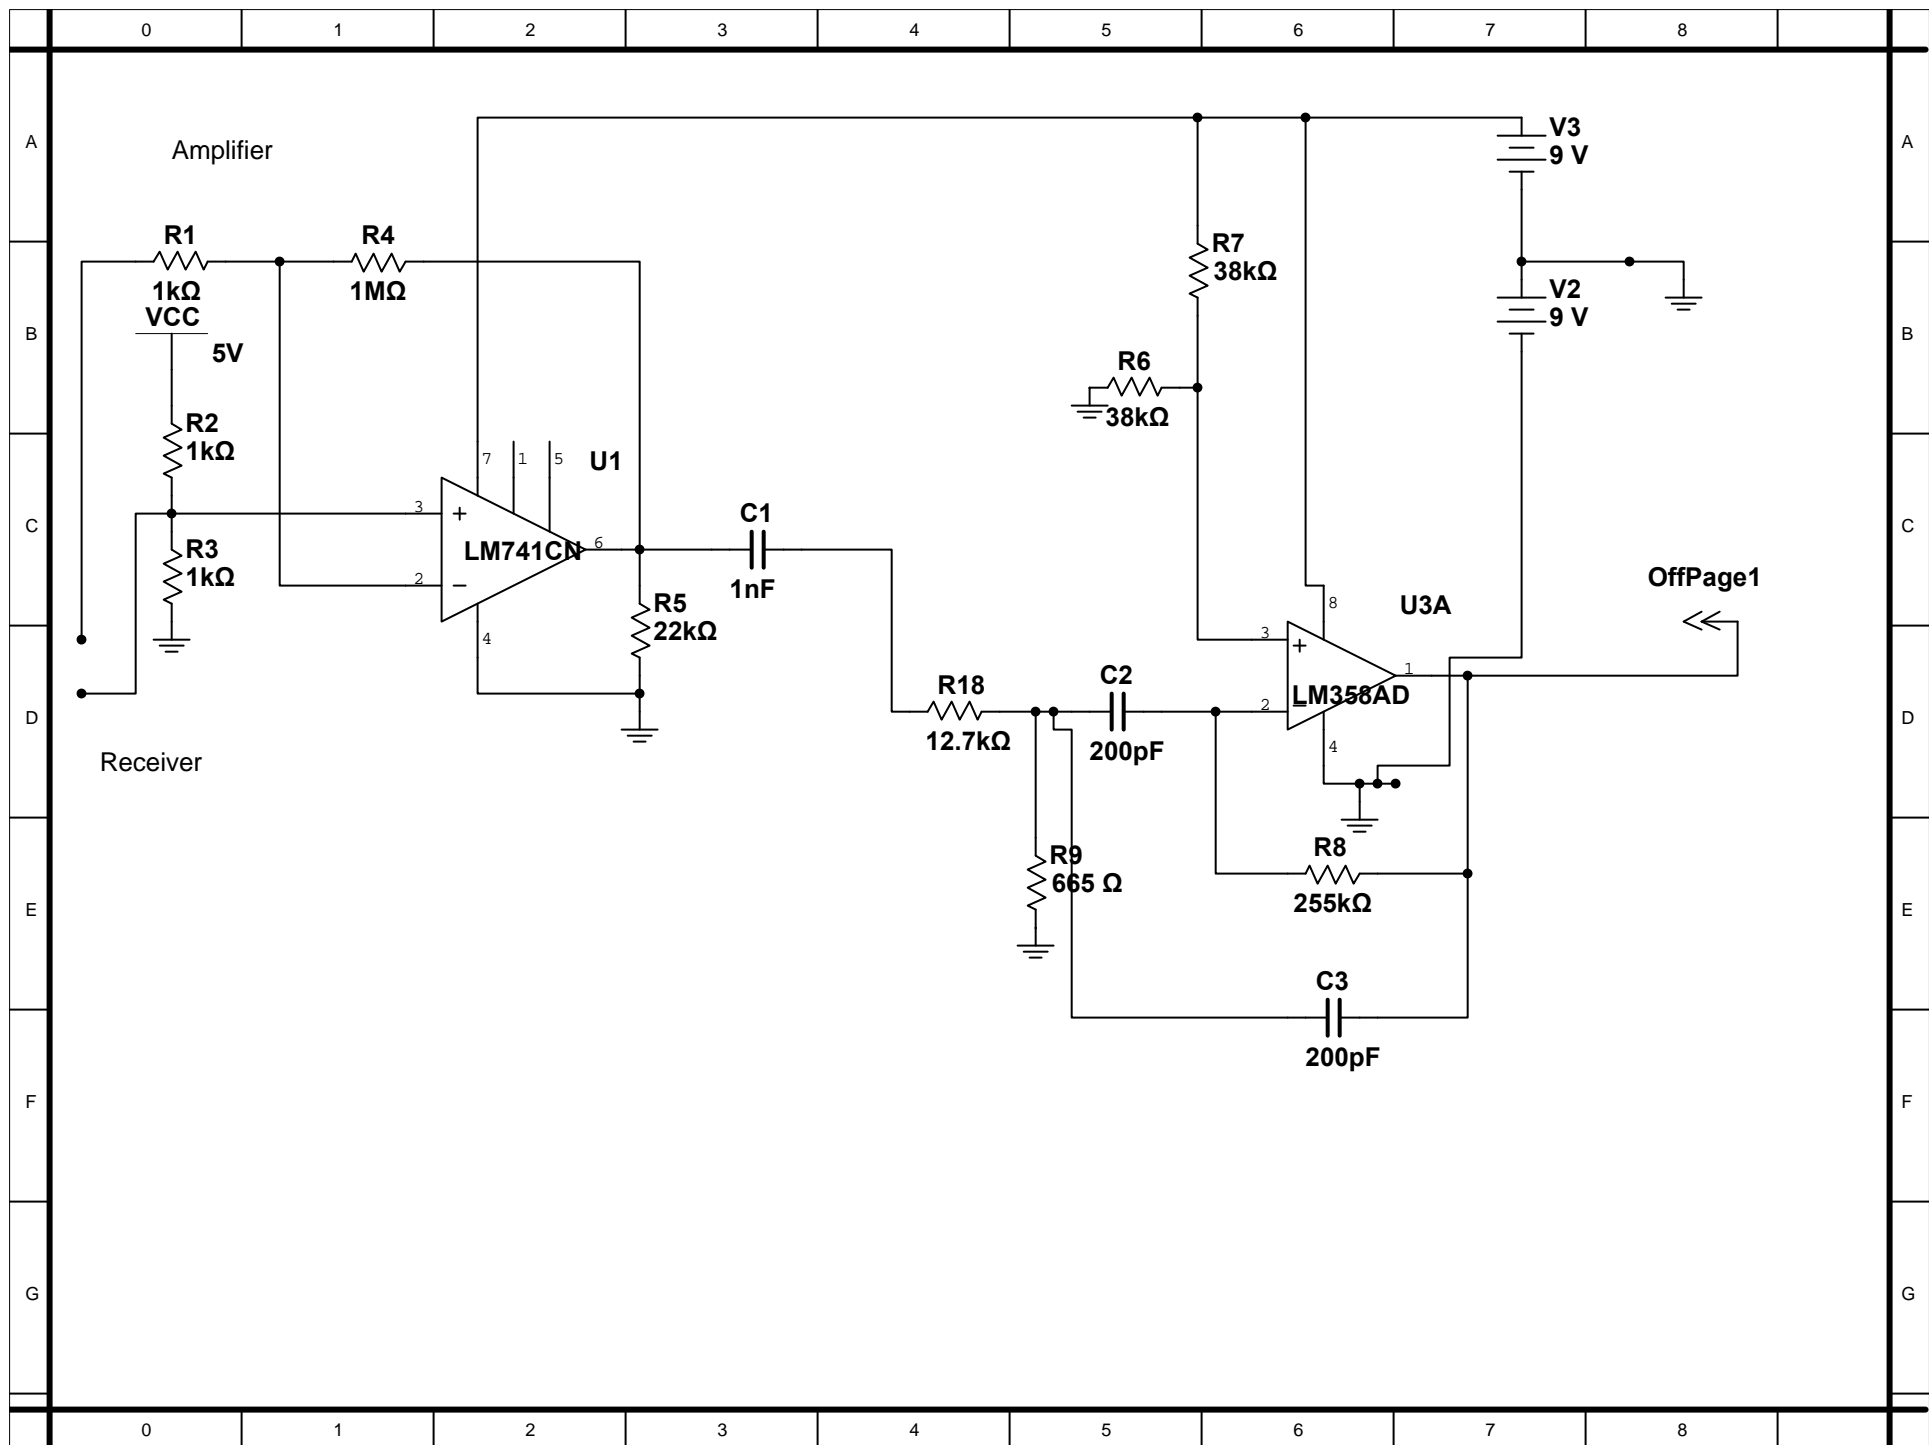 0 1 2 3 4 5 6 7 8
A A
Amplifier
V3
9 V
R1
1kΩ
R4
1MΩ
R7
38kΩ
V2
9 V
B B
VCC
5V
R6
38kΩ
R2
1kΩ
7 1 5
U1
3
C C
LM741CN
6
C1
1nF
R3
1kΩ
2
4
R5
22kΩ
OffPage1
8
U3A
3
1
LM358AD
2
4
R18
12.7kΩ
C2
200pF
D D
Receiver
R9
665 Ω
R8
255kΩ
E E
C3
200pF
F F
G G
0 1 2 3 4 5 6 7 8